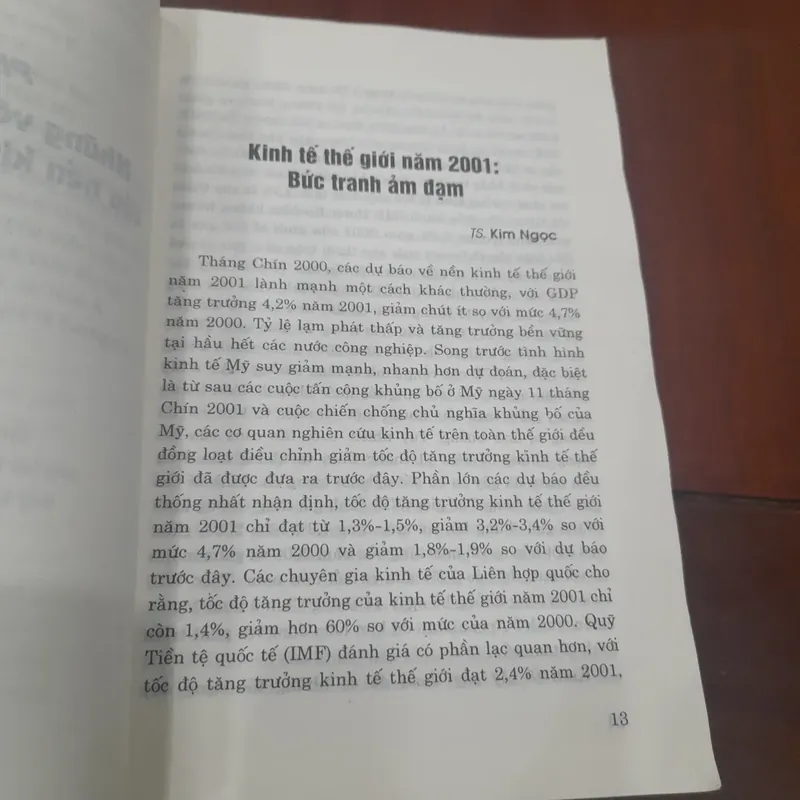 Kinh tế thế giới năm 2001:
Bức tranh ảm đạm
TS. Kim Ngọc
Tháng Chín 2000, các dự báo về nền kinh tế thế giới
năm 2001 lành mạnh một cách khác thường, với GDP
tăng trưởng 4,2% năm 2001, giảm chút ít so với mức 4,7%
năm 2000. Tỷ lệ lạm phát thấp và tăng trưởng bền vững
tại hầu hết các nước công nghiệp. Song trước tình hình
kinh tế Mỹ suy giảm mạnh, nhanh hơn dự đoán, đặc biệt
là từ sau các cuộc tấn công khủng bố ở Mỹ ngày 11 tháng
Chín 2001 và cuộc chiến chống chủ nghĩa khủng bố của
Mỹ, các cơ quan nghiên cứu kinh tế trên toàn thế giới đều
đồng loạt điều chỉnh giảm tốc độ tăng trưởng kinh tế thế
giới đã được đưa ra trước đây. Phần lớn các dự báo đều
thống nhất nhận định, tốc độ tăng trưởng kinh tế thế giới
năm 2001 chỉ đạt từ 1,3%-1,5%, giảm 3,2%-3,4% so với
mức 4,7% năm 2000 và giảm 1,8%-1,9% so với dự báo
trước đây. Các chuyên gia kinh tế của Liên hợp quốc cho
rằng, tốc độ tăng trưởng của kinh tế thế giới năm 2001 chỉ
còn 1,4%, giảm hơn 60% so với mức của năm 2000. Quỹ
Tiền tệ quốc tế (IMF) đánh giá có phần lạc quan hơn, với
tốc độ tăng trưởng kinh tế thế giới đạt 2,4% năm 2001,
13